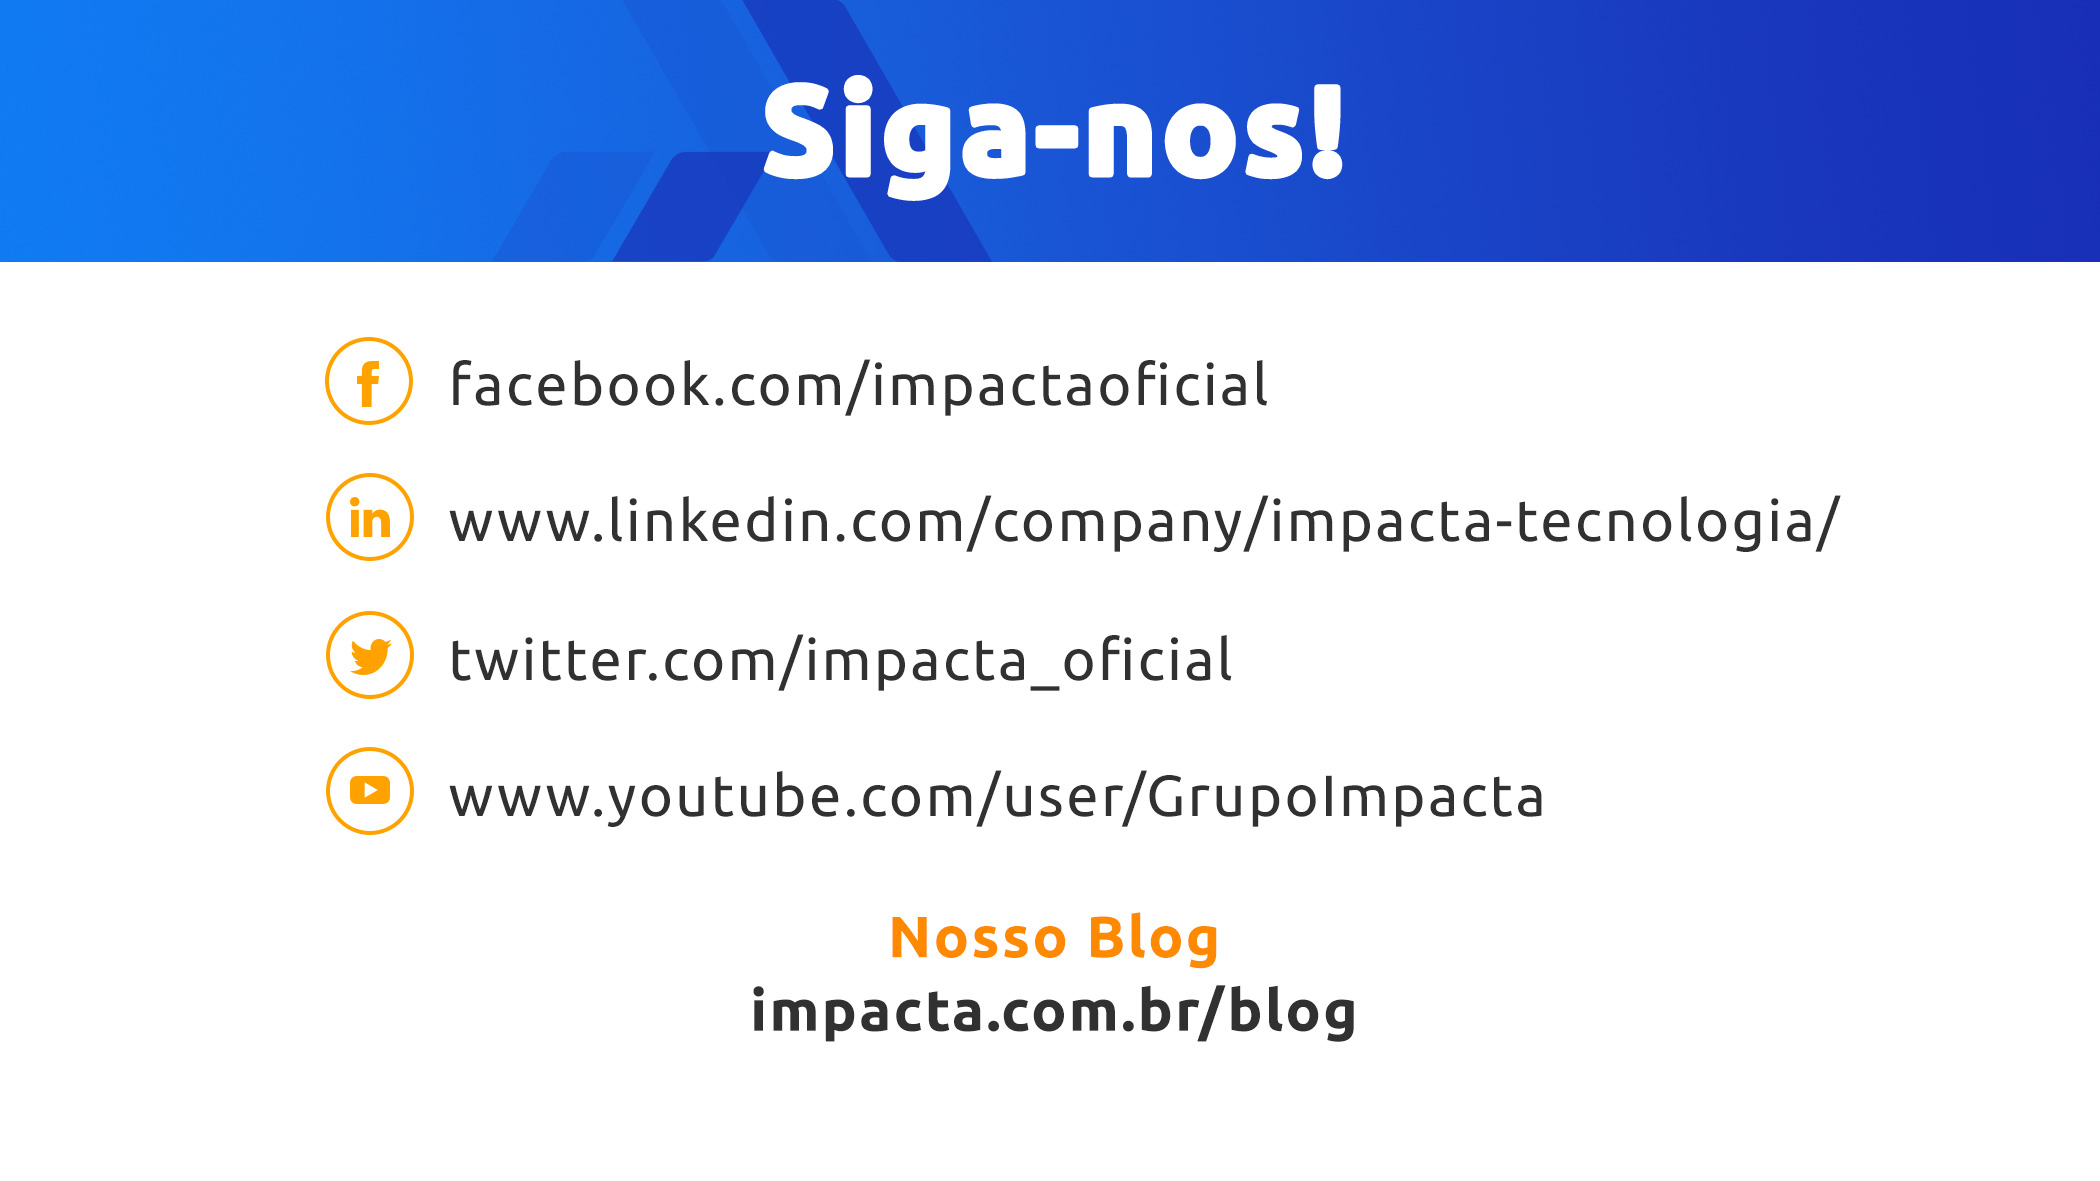 Siga-nos!
facebook.com/impactaoficial
www.linkedin.com/company/impacta-tecnologia/
twitter.com/impacta_oficial
www.youtube.com/user/GrupoImpacta
Nosso Blog
impacta.com.br/blog